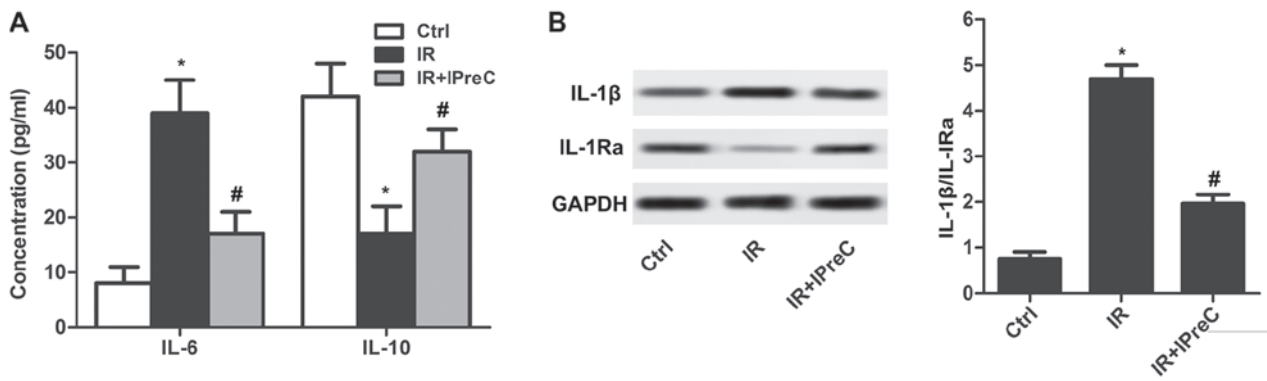 A
Ctrl
IR
IR+IPreC
Concentration (pg/ml)
50
40
30
20
10
0
*
#
*
#
IL-6
IL-10
B
IL-1β
IL-1Ra
GAPDH
Ctrl
IR
IR+IPreC
IL-1β/IL-IRa
6
5
4
3
2
1
0
*
#
Ctrl
IR
IR+IPreC